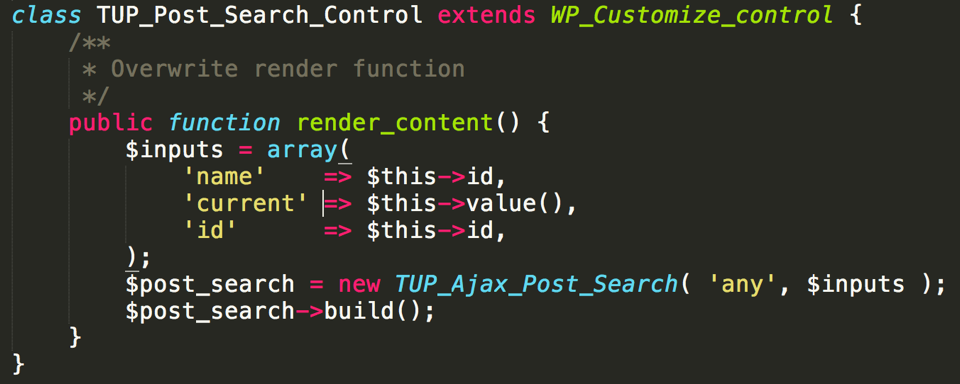 class TUP_Post_Search_Control extends WP_Customize_control {
    /**
     * Overwrite render function
     */
    public function render_content() {
        $inputs = array(
            'name'    => $this->id,
            'current' => $this->value(),
            'id'      => $this->id,
        );
        $post_search = new TUP_Ajax_Post_Search( 'any', $inputs );
        $post_search->build();
    }
}